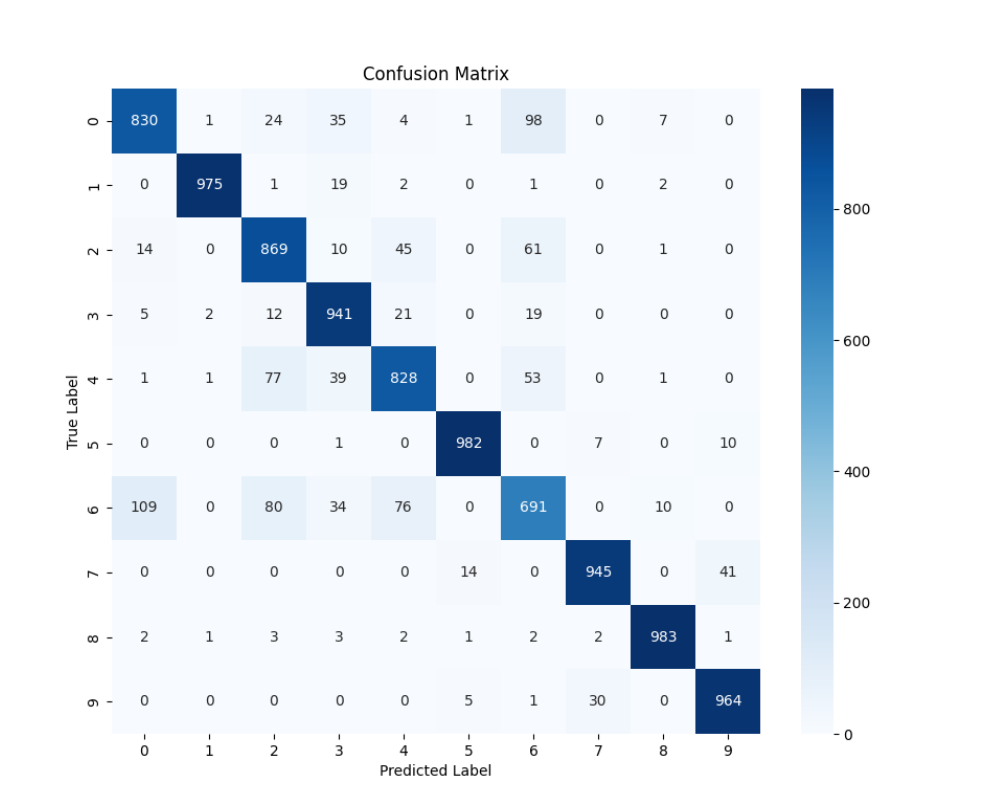 Confusion Matrix
0 830 1 24 35 4 1 98 0 7 0
1 0 975 1 19 2 0 1 0 2 0
2 14 0 869 10 45 0 61 0 1 0
3 5 2 12 941 21 0 19 0 0 0
4 1 1 77 39 828 0 53 0 1 0
5 0 0 0 1 0 982 0 7 0 10
6 109 0 80 34 76 0 691 0 10 0
7 0 0 0 0 0 14 0 945 0 41
8 2 1 3 3 2 1 2 2 983 1
9 0 0 0 0 0 5 1 30 0 964
0 1 2 3 4 5 6 7 8 9
Predicted Label
True Label
800
600
400
200
0